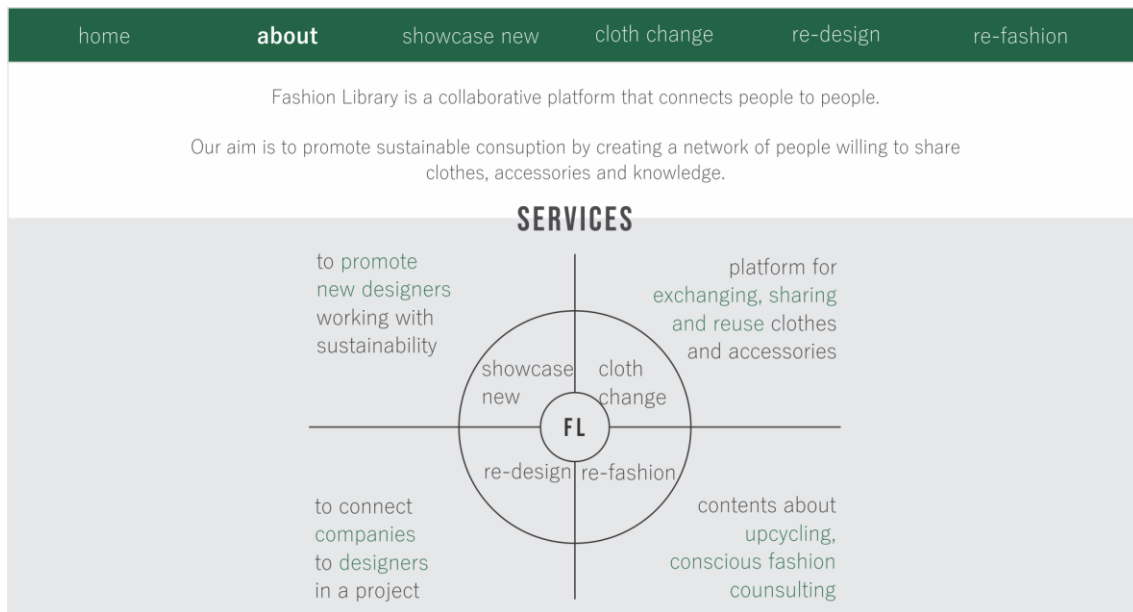 home about showcase new cloth change re-design re-fashion
Fashion Library is a collaborative platform that connects people to people.
Our aim is to promote sustainable consuption by creating a network of people willing to share
clothes, accessories and knowledge.
SERVICES
to promote
new designers
working with
sustainability
platform for
exchanging, sharing
and reuse clothes
and accessories
showcase
new
cloth
change
FL
re-design
re-fashion
to connect
companies
to designers
in a project
contents about
upcycling,
conscious fashion
counsulting